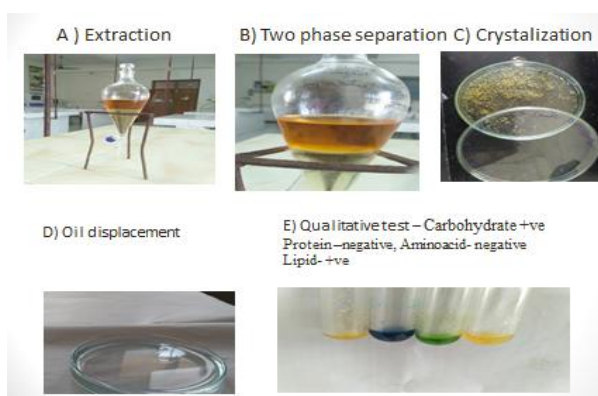 A ) Extraction
B) Two phase separation
C) Crystalization
D) Oil displacement
E) Qualitative test – Carbohydrate +ve
Protein–negative, Aminoacid- negative
Lipid- +ve